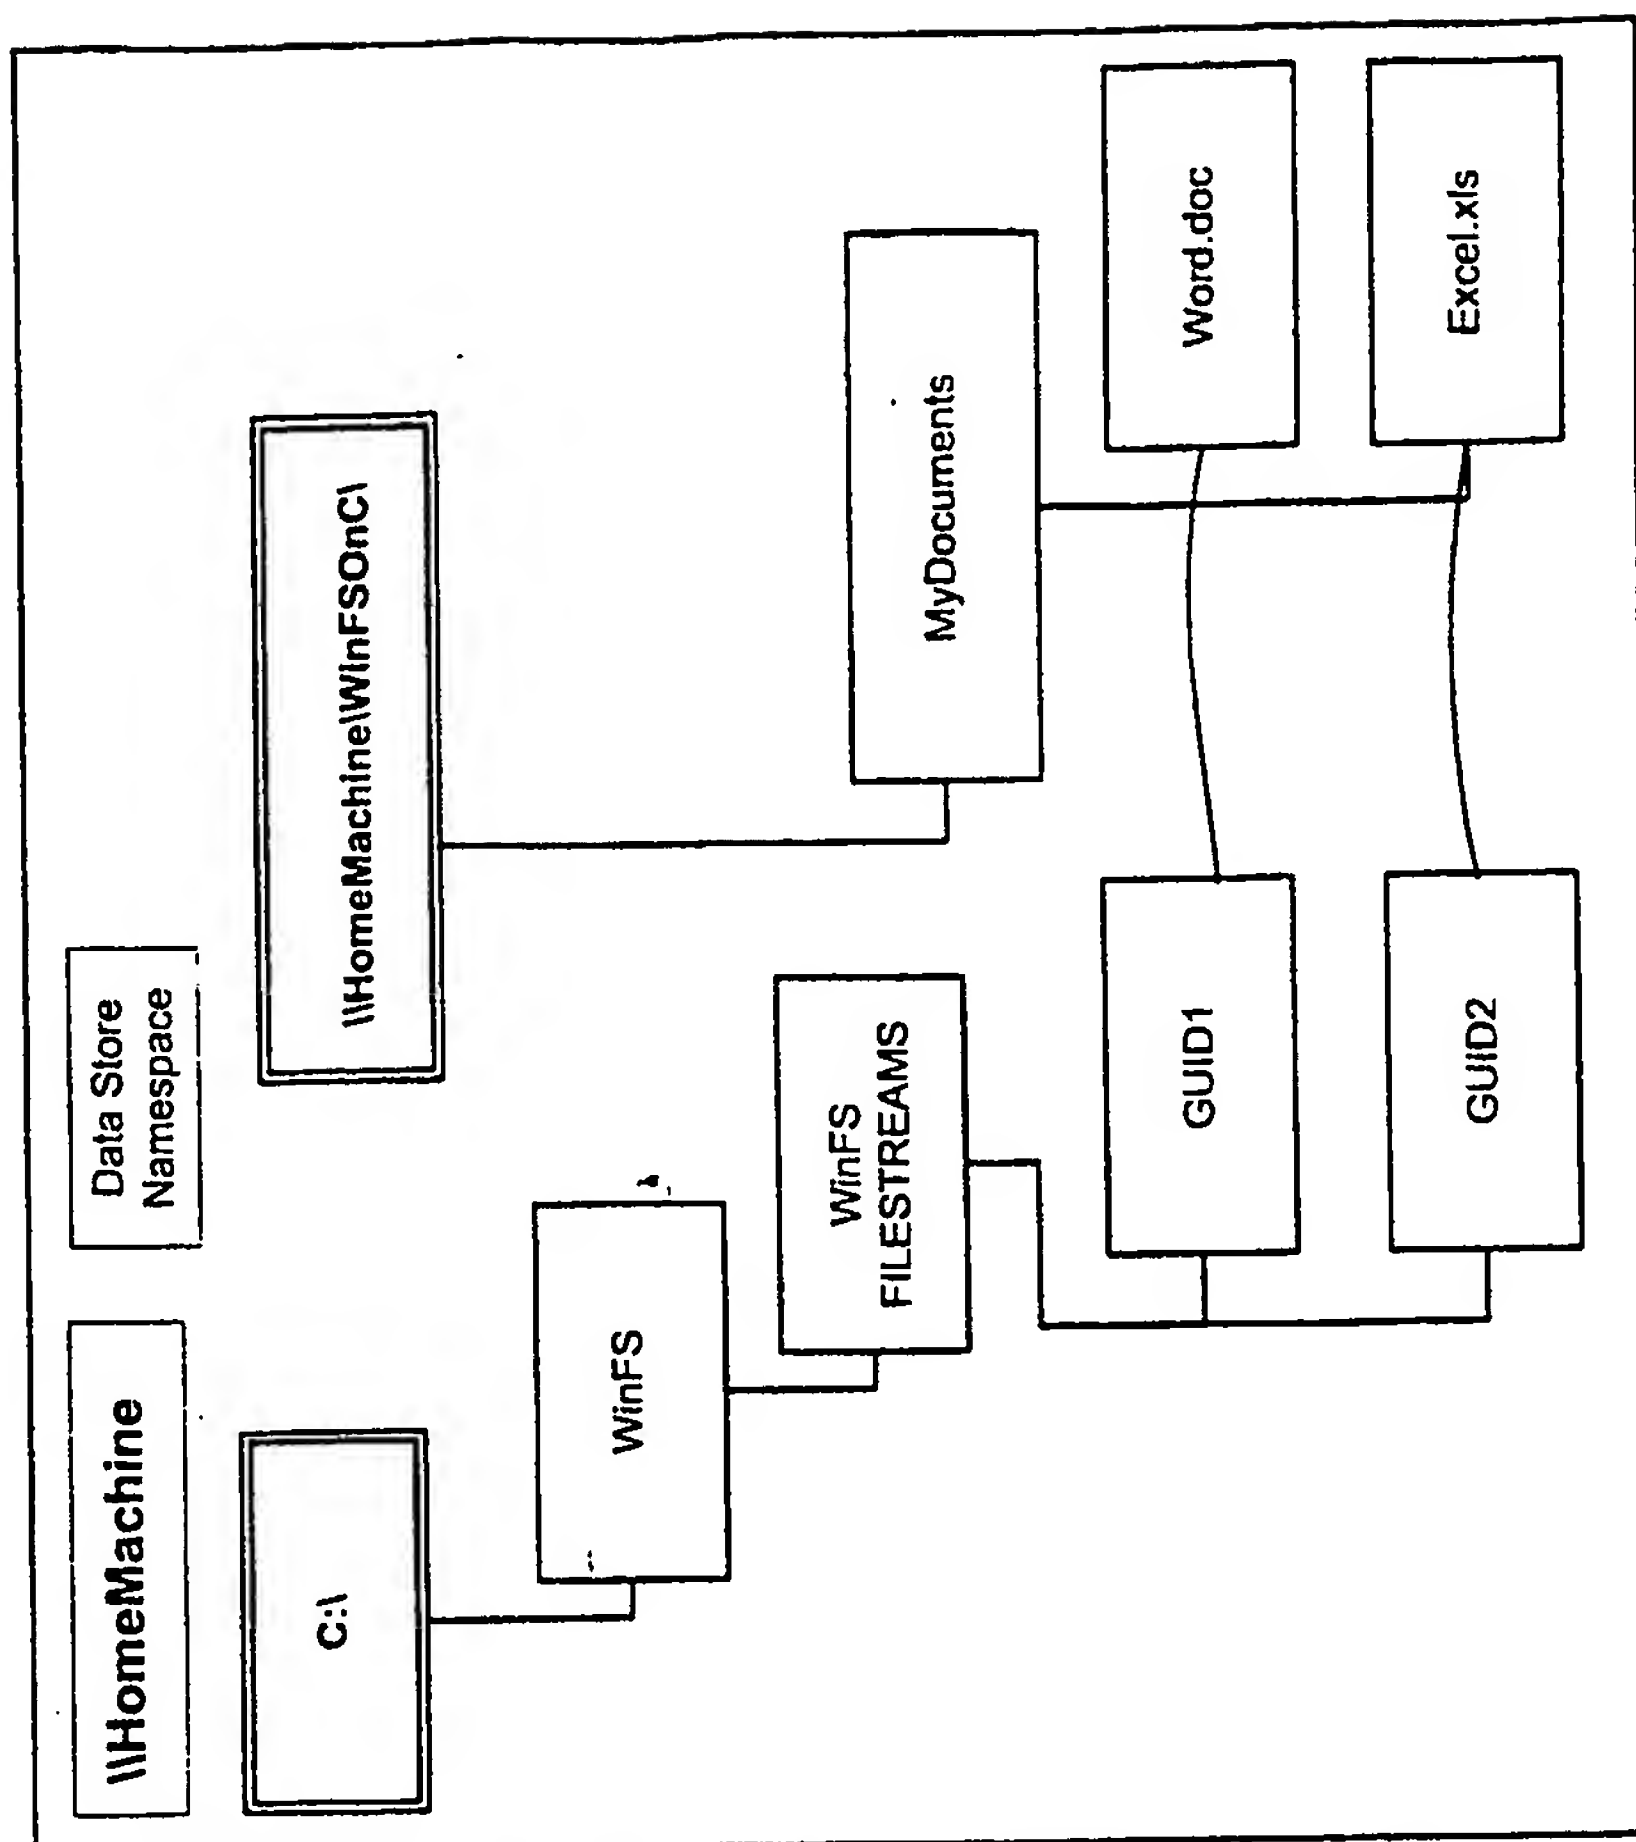 \\HomeMachine
Data Store
Namespace
C:\
\\HomeMachine\WinFSOnC\
WinFS
WinFS
FILESTREAMS
MyDocuments
GUID1
Word.doc
GUID2
Excel.xls